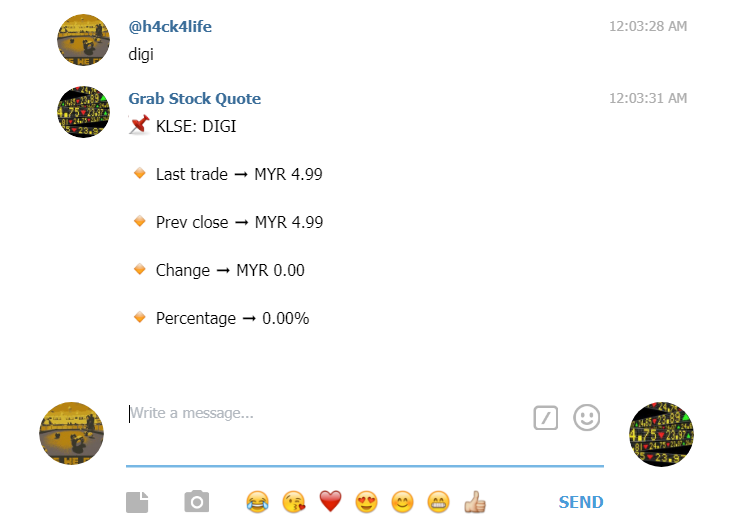 @h4ck4life
12:03:28 AM
digi
Grab Stock Quote
12:03:31 AM
KLSE: DIGI
Last trade → MYR 4.99
Prev close → MYR 4.99
Change → MYR 0.00
Percentage → 0.00%
Write a message...
SEND